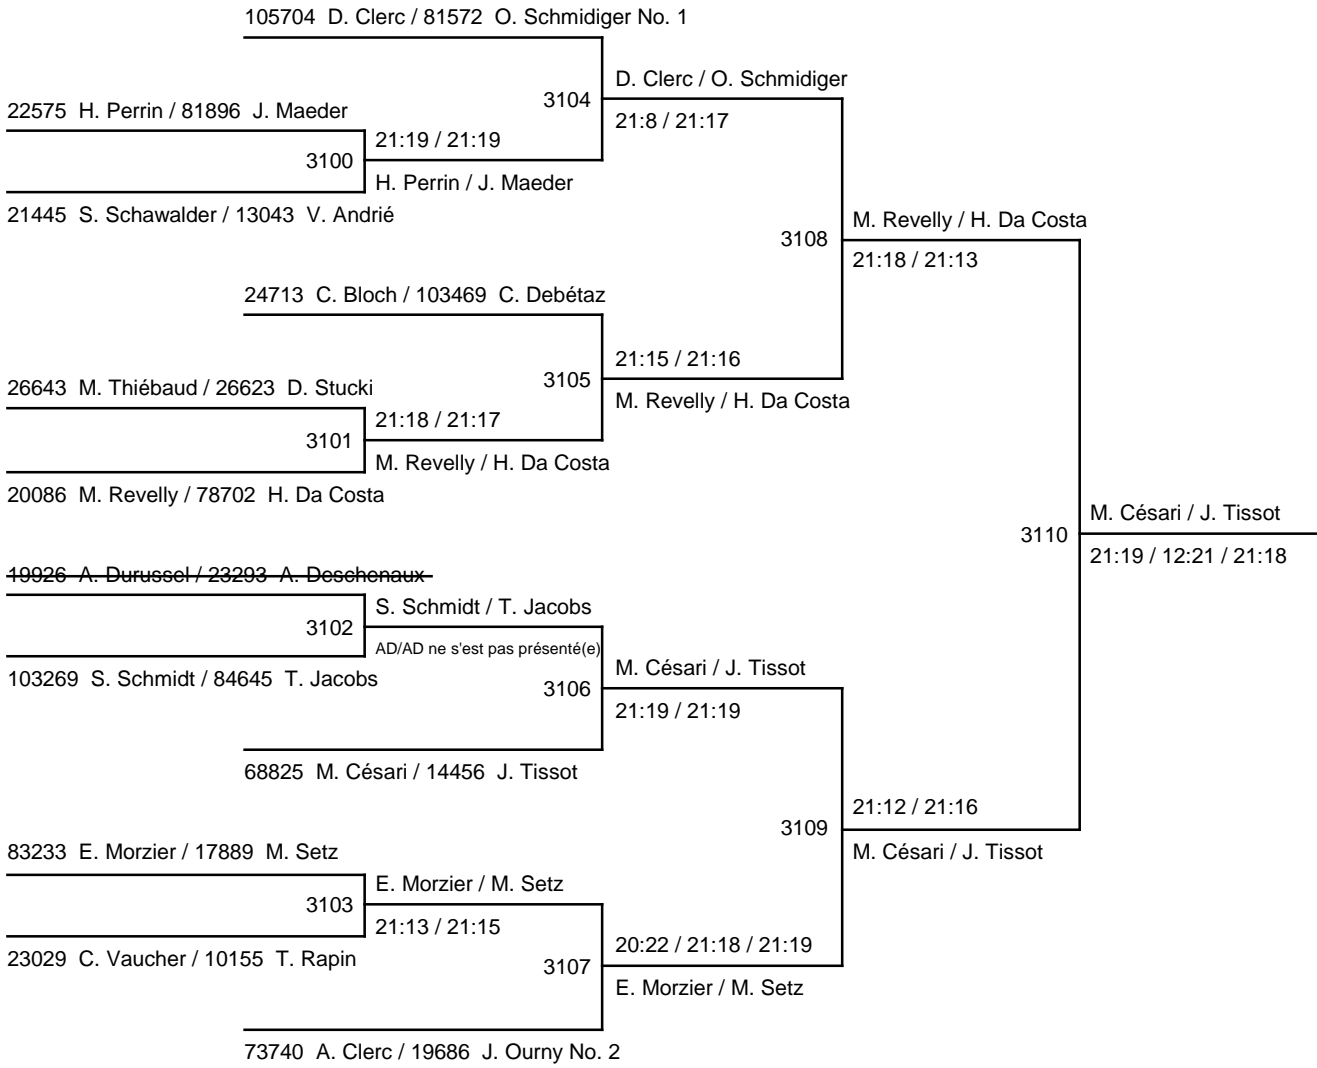 105704 D. Clerc / 81572 O. Schmidiger No. 1
D. Clerc / O. Schmidiger
3104
22575 H. Perrin / 81896 J. Maeder
21:8 / 21:17
21:19 / 21:19
3100
H. Perrin / J. Maeder
21445 S. Schawalder / 13043 V. Andrié
M. Revelly / H. Da Costa
3108
21:18 / 21:13
24713 C. Bloch / 103469 C. Debétaz
21:15 / 21:16
3105
26643 M. Thiébaud / 26623 D. Stucki
M. Revelly / H. Da Costa
21:18 / 21:17
3101
M. Revelly / H. Da Costa
20086 M. Revelly / 78702 H. Da Costa
M. Césari / J. Tissot
3110
21:19 / 12:21 / 21:18
19926 A. Durussel / 23293 A. Deschenaux
S. Schmidt / T. Jacobs
3102
AD/AD ne s'est pas présenté(e)
M. Césari / J. Tissot
103269 S. Schmidt / 84645 T. Jacobs
3106
21:19 / 21:19
68825 M. Césari / 14456 J. Tissot
21:12 / 21:16
3109
83233 E. Morzier / 17889 M. Setz
M. Césari / J. Tissot
E. Morzier / M. Setz
3103
21:13 / 21:15
20:22 / 21:18 / 21:19
23029 C. Vaucher / 10155 T. Rapin
3107
E. Morzier / M. Setz
73740 A. Clerc / 19686 J. Ourny No. 2